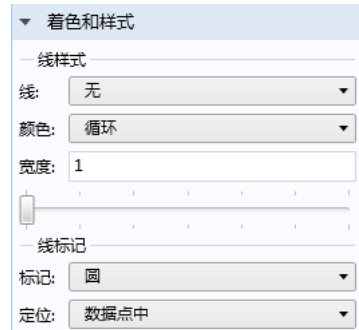 着色和样式
线样式
线: 无
颜色: 循环
宽度: 1
线标记
标记: 圆
定位: 数据点中